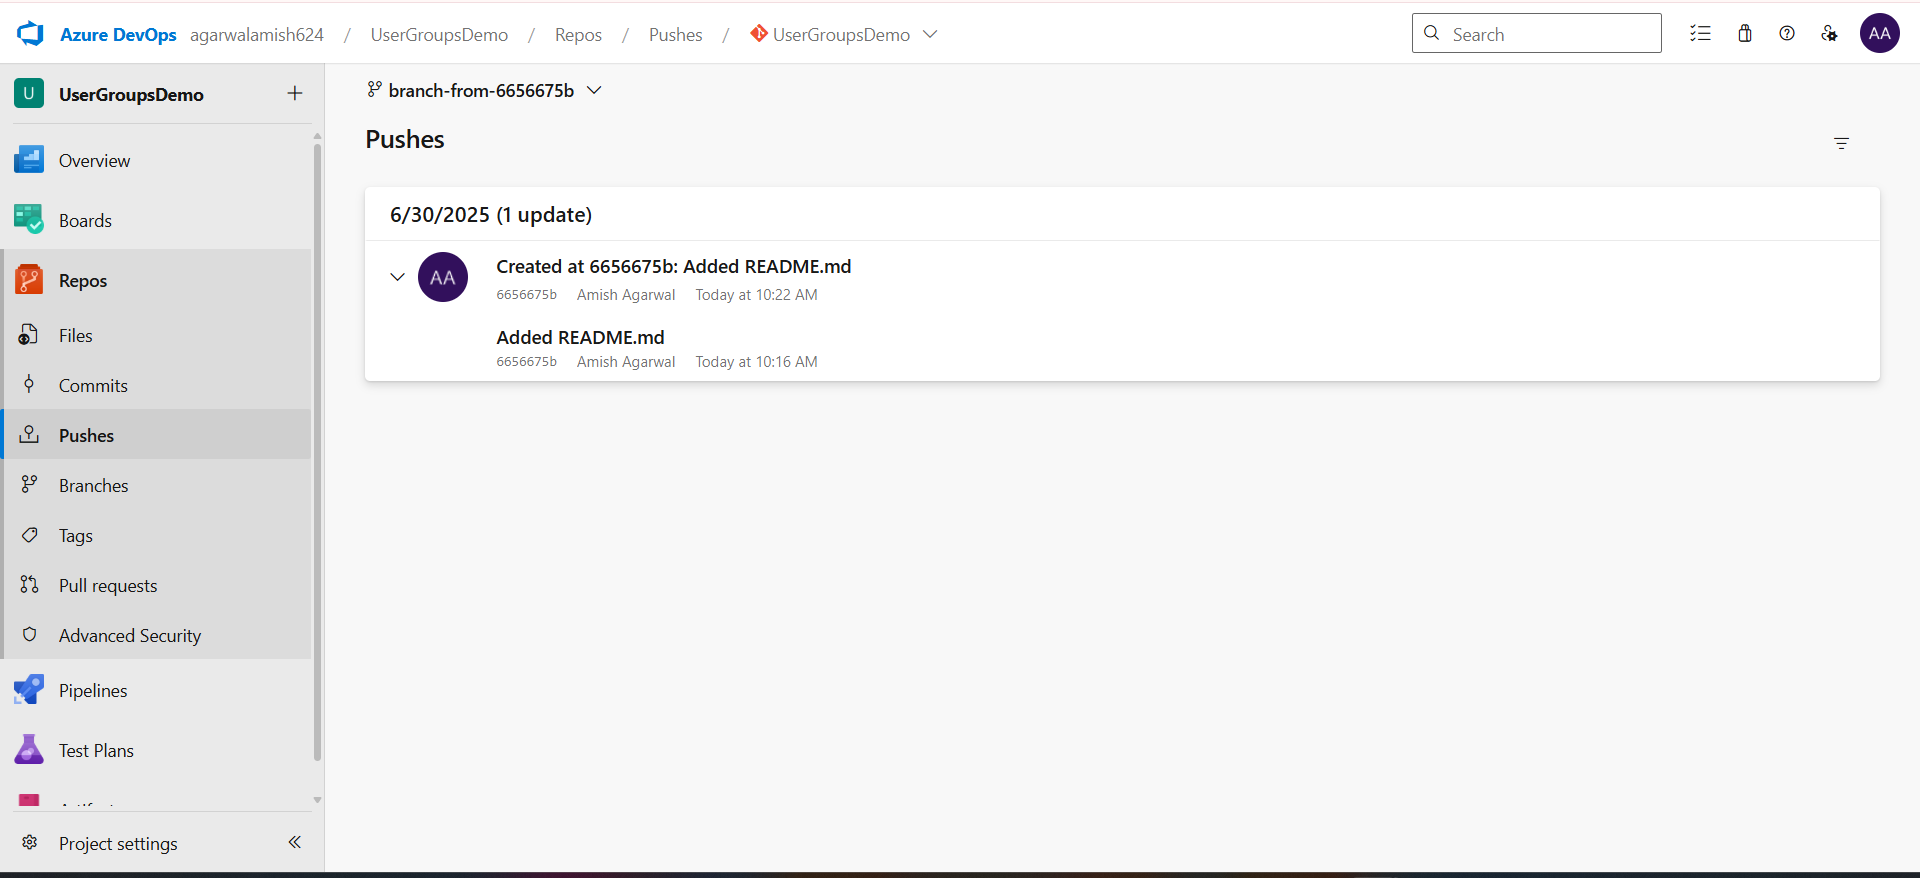 Azure DevOps agarwalamish624 / UserGroupsDemo / Repos / Pushes / UserGroupsDemo Search AA
U UserGroupsDemo +
Overview
Boards
Repos
Files
Commits
Pushes
Branches
Tags
Pull requests
Advanced Security
Pipelines
Test Plans
Project settings
branch-from-6656675b
Pushes
6/30/2025 (1 update)
AA
Created at 6656675b: Added README.md
6656675b Amish Agarwal Today at 10:22 AM
Added README.md
6656675b Amish Agarwal Today at 10:16 AM